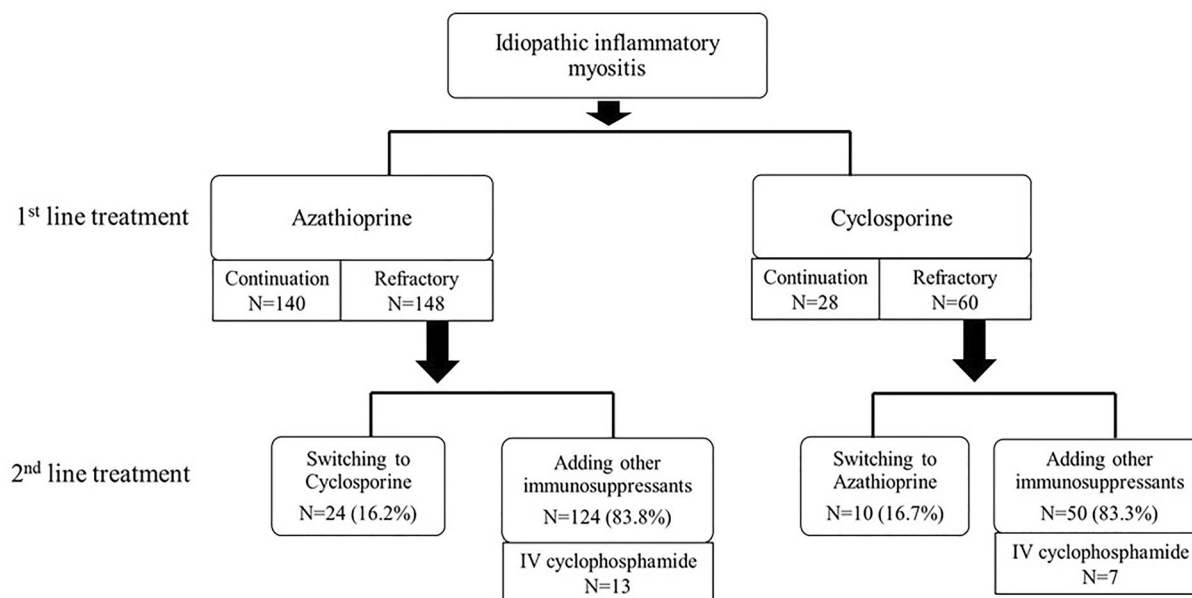 Idiopathic inflammatory
myositis
1st line treatment
Azathioprine
Continuation
N=140
Refractory
N=148
Cyclosporine
Continuation
N=28
Refractory
N=60
2nd line treatment
Switching to
Cyclosporine
N=24 (16.2%)
Adding other
immunosuppressants
N=124 (83.8%)
IV cyclophosphamide
N=13
Switching to
Azathioprine
N=10 (16.7%)
Adding other
immunosuppressants
N=50 (83.3%)
IV cyclophosphamide
N=7